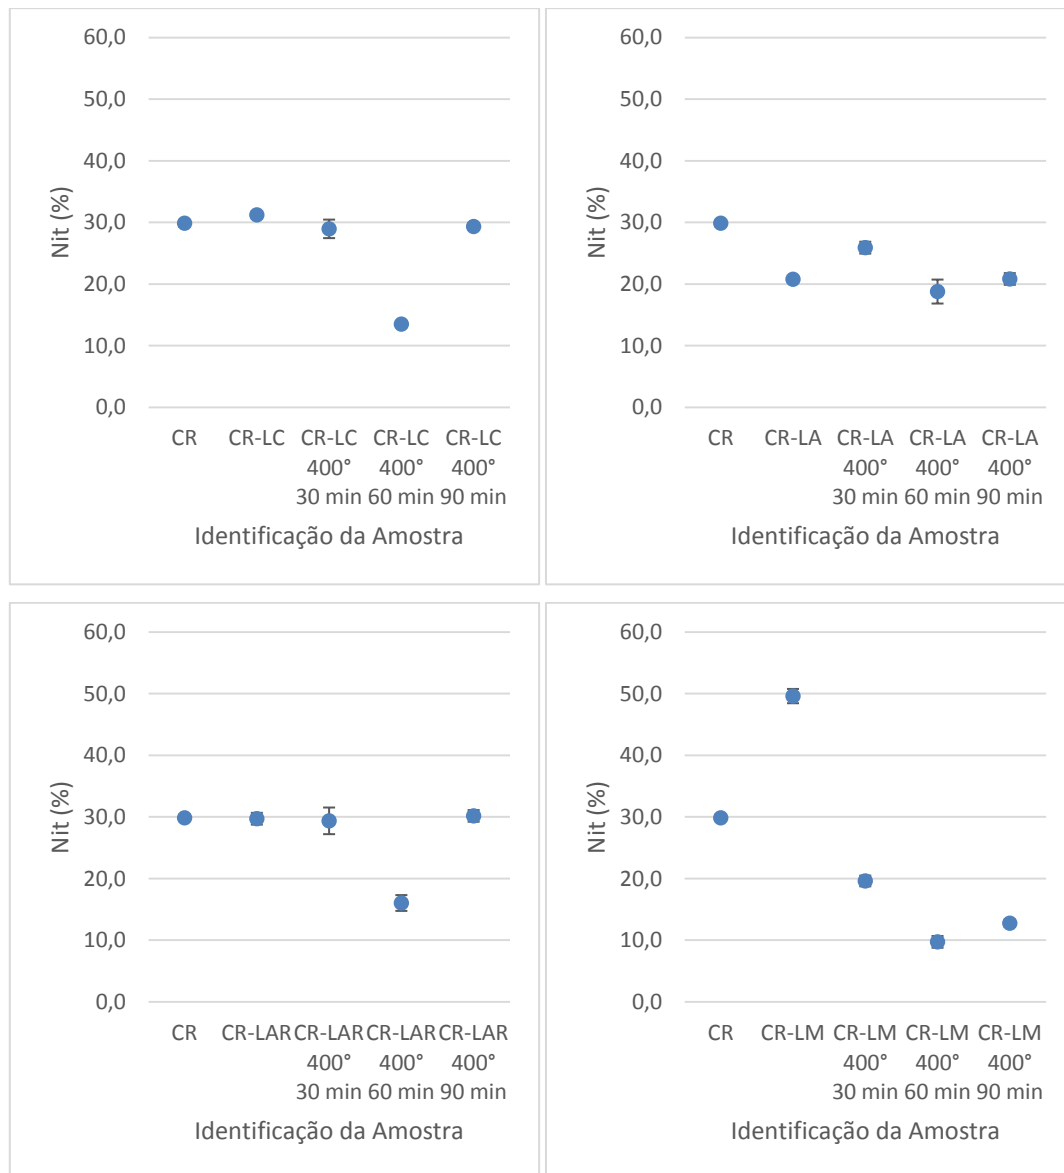 60,0
50,0
40,0
30,0
20,0
10,0
0,0
Nit (%)
CR CR-LC CR-LC CR-LC CR-LC
400° 400° 400°
30 min 60 min 90 min
Identificação da Amostra
60,0
50,0
40,0
30,0
20,0
10,0
0,0
Nit (%)
CR CR-LA CR-LA CR-LA CR-LA
400° 400° 400°
30 min 60 min 90 min
Identificação da Amostra
60,0
50,0
40,0
30,0
20,0
10,0
0,0
Nit (%)
CR CR-LAR CR-LAR CR-LAR CR-LAR
400° 400° 400°
30 min 60 min 90 min
Identificação da Amostra
60,0
50,0
40,0
30,0
20,0
10,0
0,0
Nit (%)
CR CR-LM CR-LM CR-LM CR-LM
400° 400° 400°
30 min 60 min 90 min
Identificação da Amostra